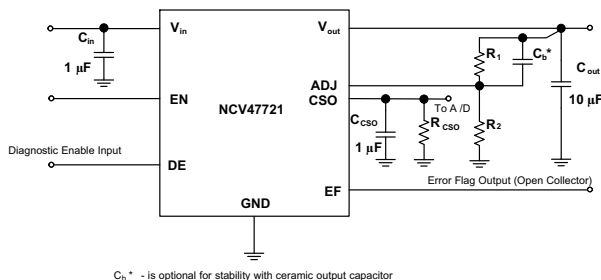 Vin
Cin
1 μF
EN
Diagnostic Enable Input
DE
NCV47721
GND
Vout
ADJ
CSO
EF
R1
Cb*
Cout
10 μF
To A /D
CCSO
1 μF
RCSO
R2
Error Flag Output (Open Collector)
Cb* - is optional for stability with ceramic output capacitor